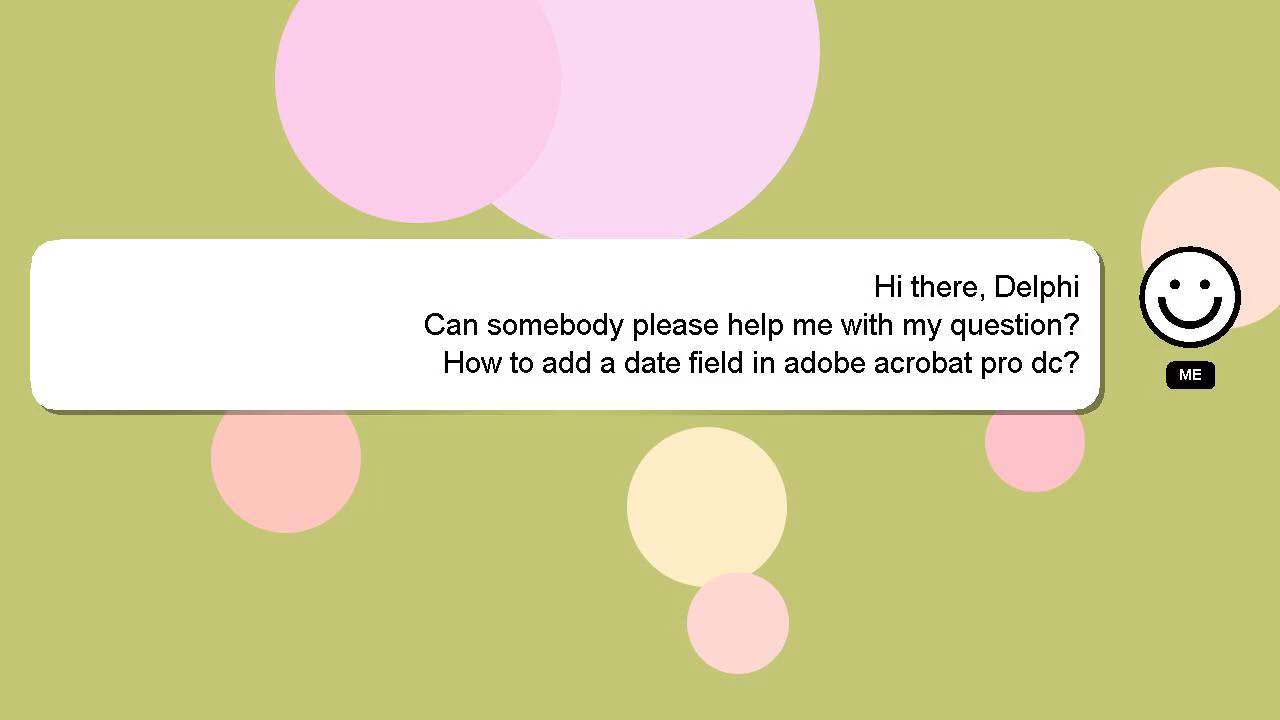 Hi there, Delphi
Can somebody please help me with my question?
How to add a date field in adobe acrobat pro dc?
ME